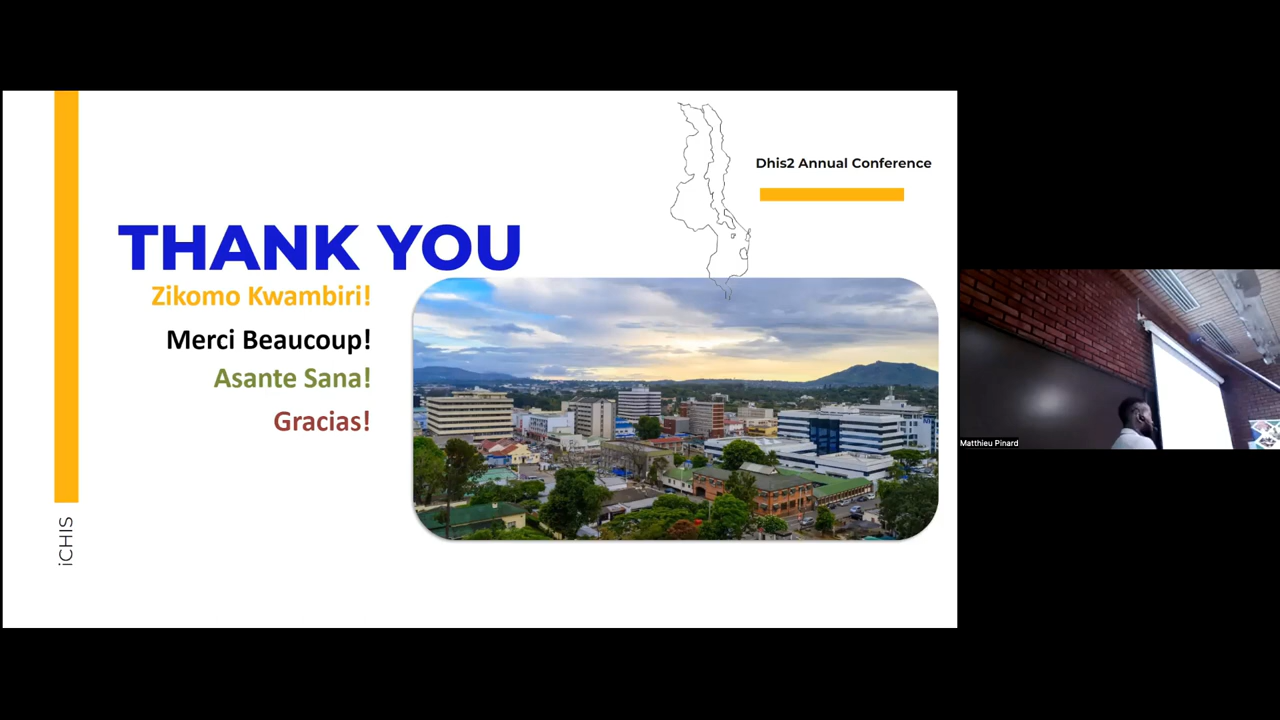 Dhis2 Annual Conference
THANK YOU
Zikomo Kwambiri!
Merci Beaucoup!
Asante Sana!
Gracias!
iCHIS
Matthieu Pinard